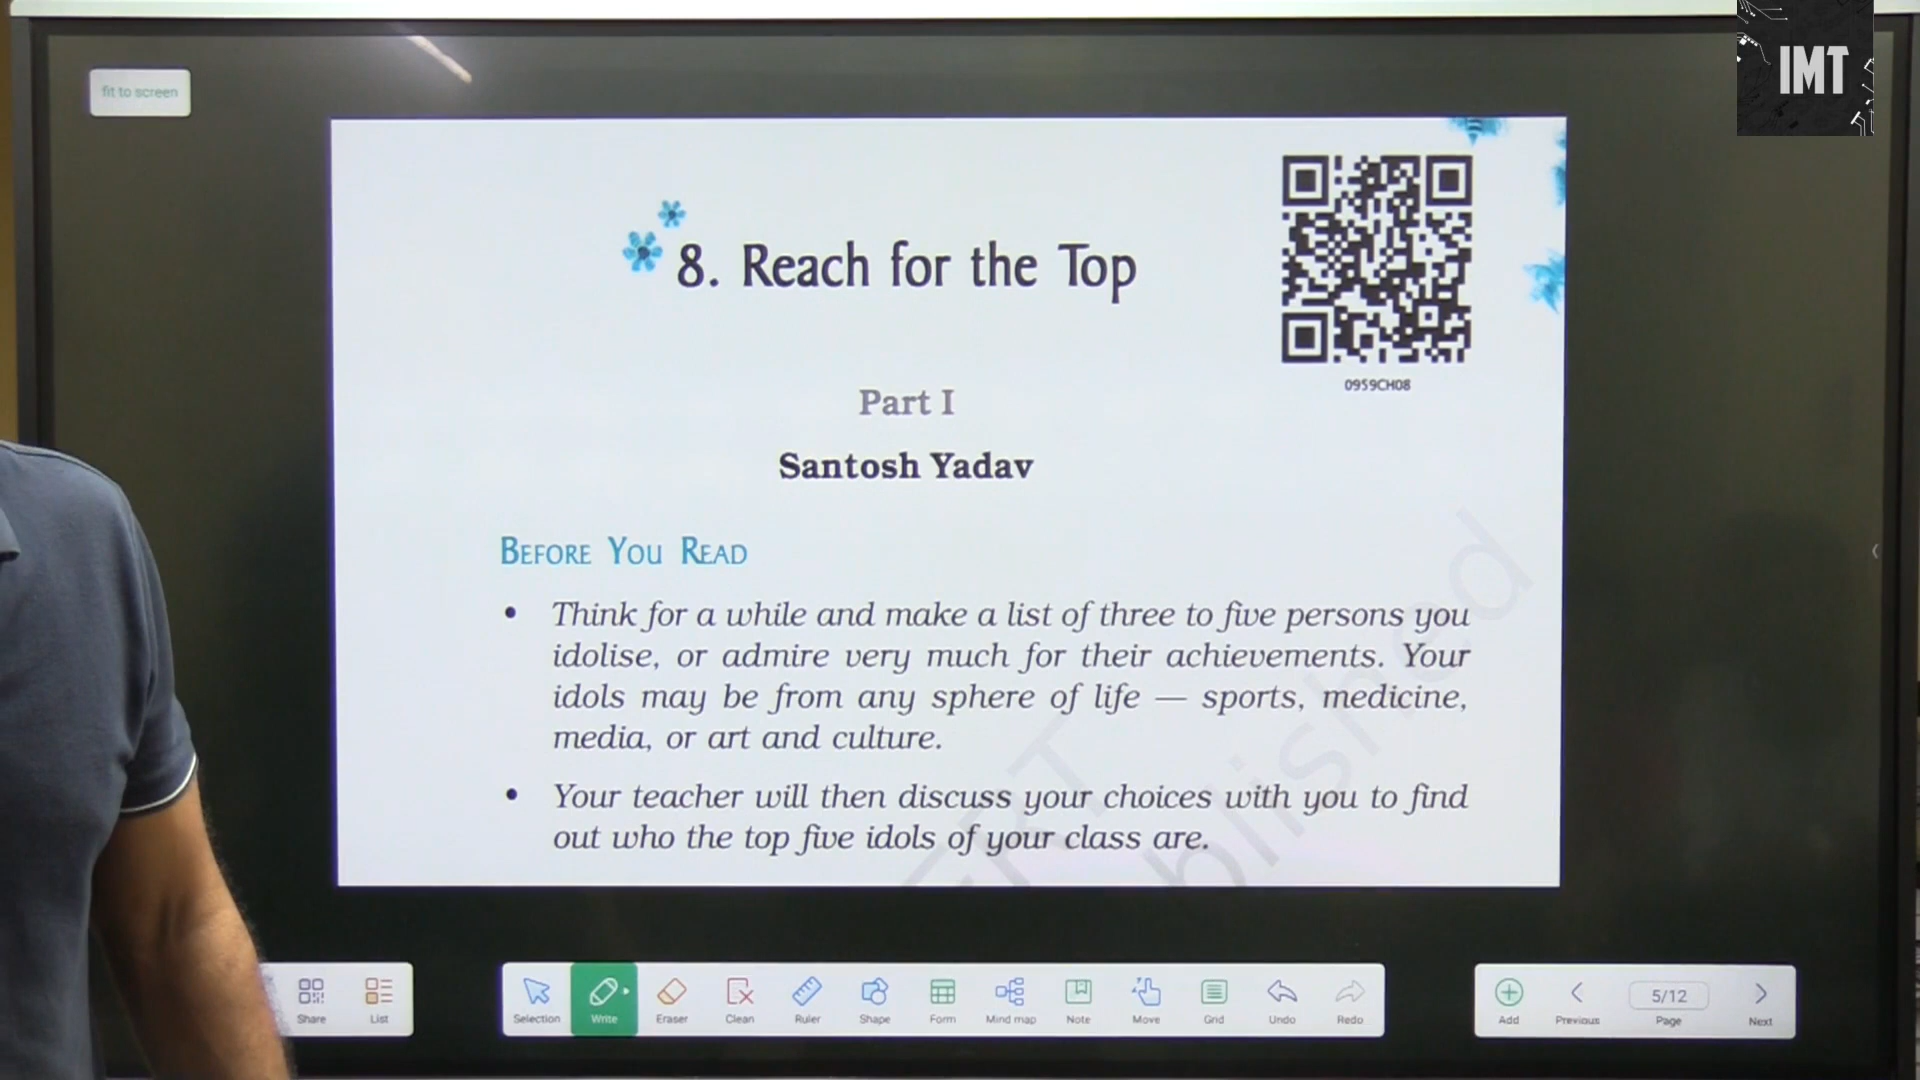 IMT
fit to screen
8. Reach for the Top
0959CH08
Part I
Santosh Yadav
BEFORE YOU READ
• Think for a while and make a list of three to five persons you
idolise, or admire very much for their achievements. Your
idols may be from any sphere of life — sports, medicine,
media, or art and culture.
• Your teacher will then discuss your choices with you to find
out who the top five idols of your class are.
Share List
Selection Write Eraser Clean Ruler Shape Form Mind map Note Move Grid Undo Redo
Add Previous 5/12 Page Next